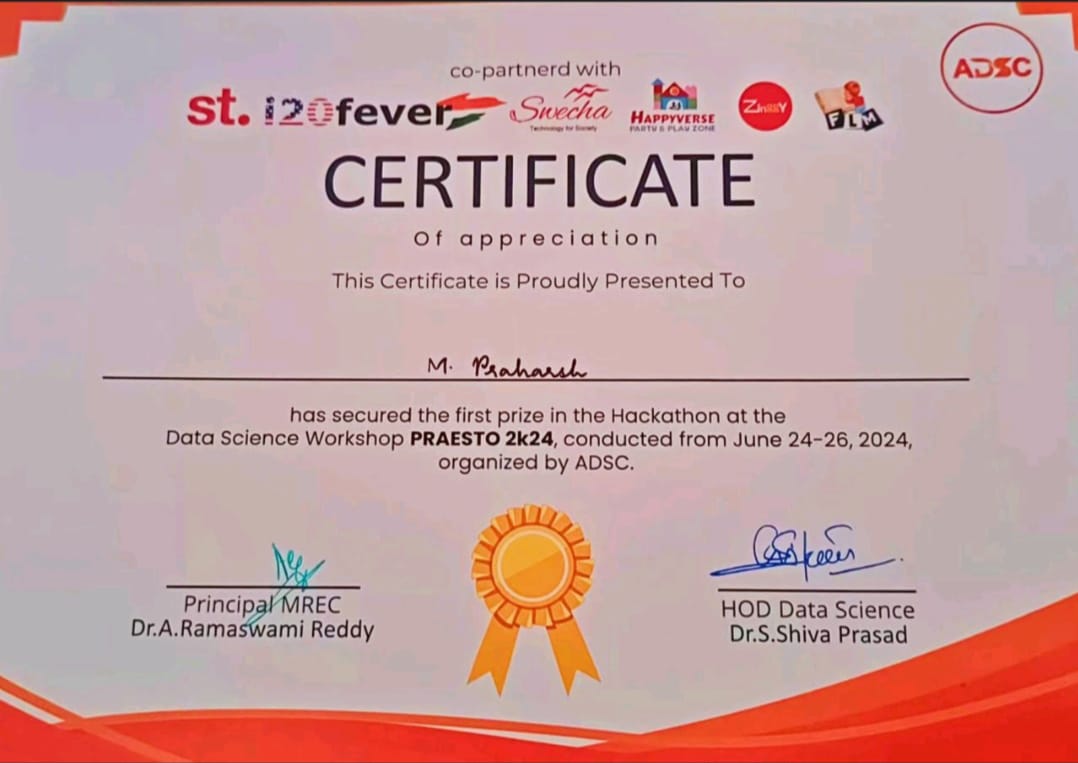 ADSC
co-partnerd with
st. i20fever Swecha HAPPYVERSE Zinggy FLM
Technology for Society PARTY & PLAY ZONE
CERTIFICATE
Of appreciation
This Certificate is Proudly Presented To
M. Praharsh
has secured the first prize in the Hackathon at the
Data Science Workshop PRAESTO 2k24, conducted from June 24-26, 2024,
organized by ADSC.
Principal MREC
Dr.A.Ramaswami Reddy
HOD Data Science
Dr.S.Shiva Prasad